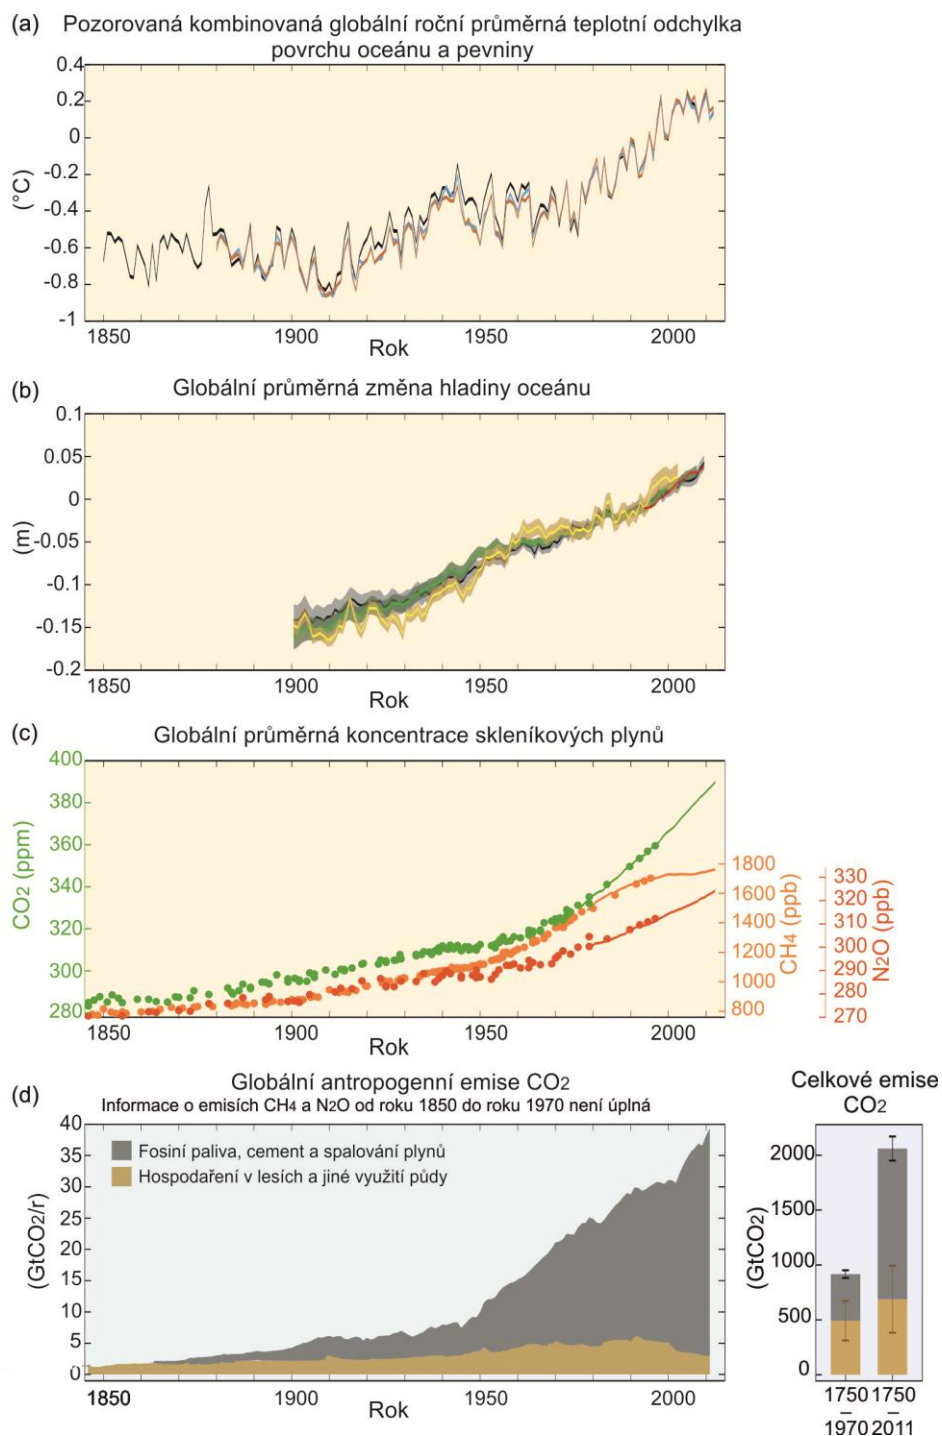 (a) Pozorovaná kombinovaná globální roční průměrná teplotní odchylka
povrchu oceánu a pevniny
0.4
0.2
0
-0.2
-0.4
-0.6
-0.8
-1
(°C)
1850 1900 1950 2000
Rok
(b) Globální průměrná změna hladiny oceánu
0.1
0.05
0
-0.05
-0.1
-0.15
-0.2
(m)
1850 1900 1950 2000
Rok
(c) Globální průměrná koncentrace skleníkových plynů
400
380
360
340
320
300
280
CO2 (ppm)
1800
1600
1400
1200
1000
800
CH4 (ppb)
330
320
310
300
290
280
270
N2O (ppb)
1850 1900 1950 2000
Rok
(d) Globální antropogenní emise CO2
Informace o emisích CH4 a N2O od roku 1850 do roku 1970 není úplná
40
35
30
25
20
15
10
5
0
(GtCO2/r)
Fosiní paliva, cement a spalování plynů
Hospodaření v lesích a jiné využití půdy
1850 1900 1950 2000
Rok
Celkové emise
CO2
2000
1500
1000
500
0
(GtCO2)
1750 1750
– –
1970 2011